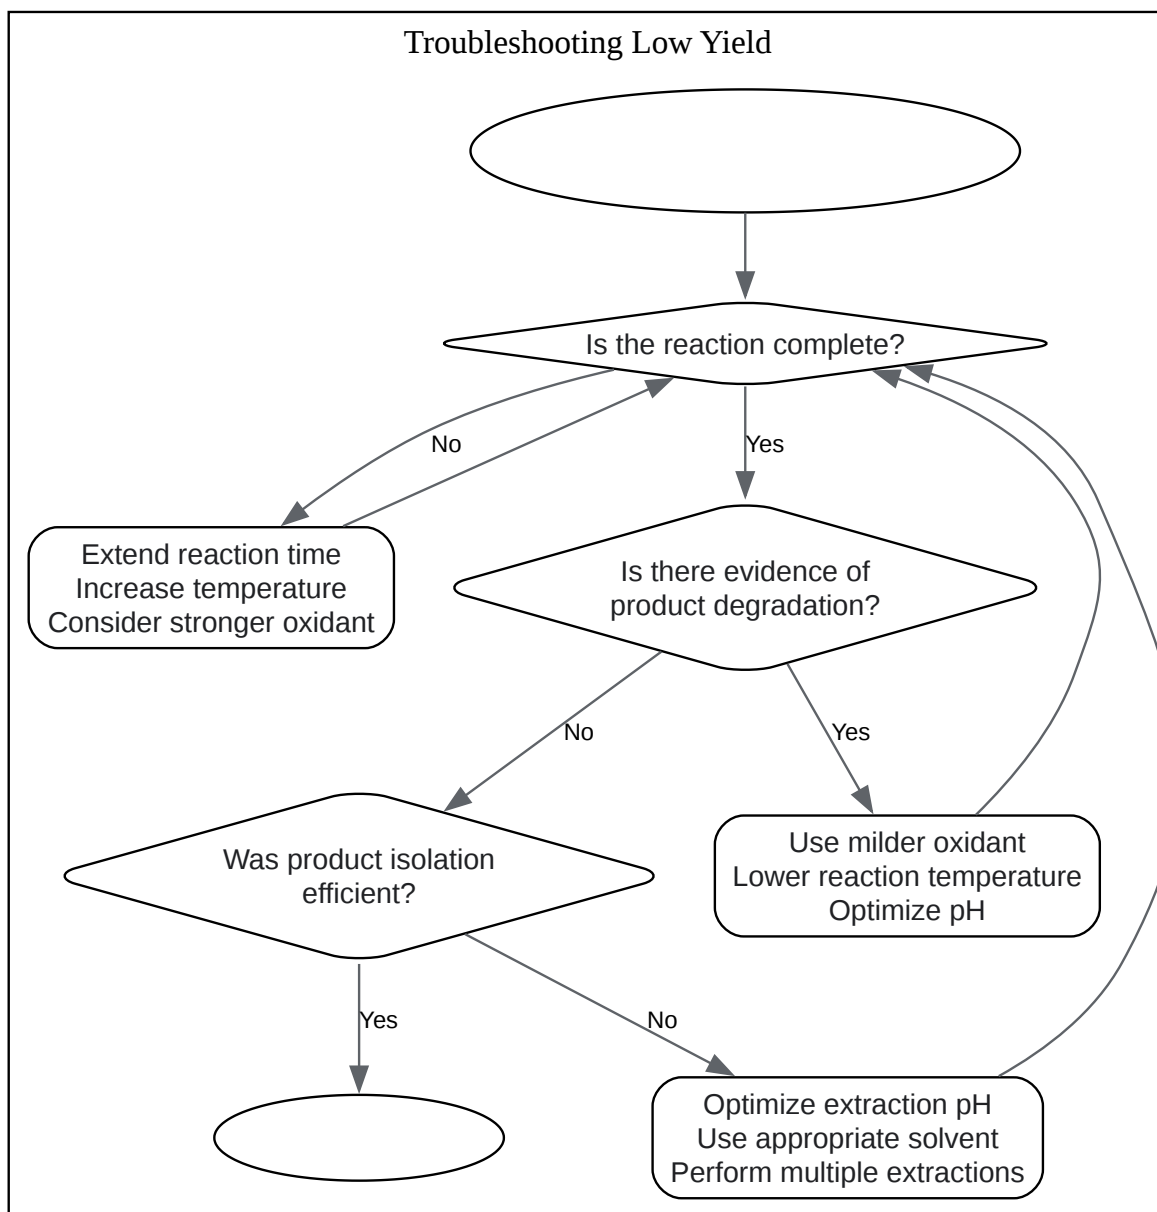 Troubleshooting Low Yield
Is the reaction complete?
No
Yes
Extend reaction time
Increase temperature
Consider stronger oxidant
Is there evidence of
product degradation?
No
Yes
Was product isolation
efficient?
Use milder oxidant
Lower reaction temperature
Optimize pH
Yes
No
Optimize extraction pH
Use appropriate solvent
Perform multiple extractions